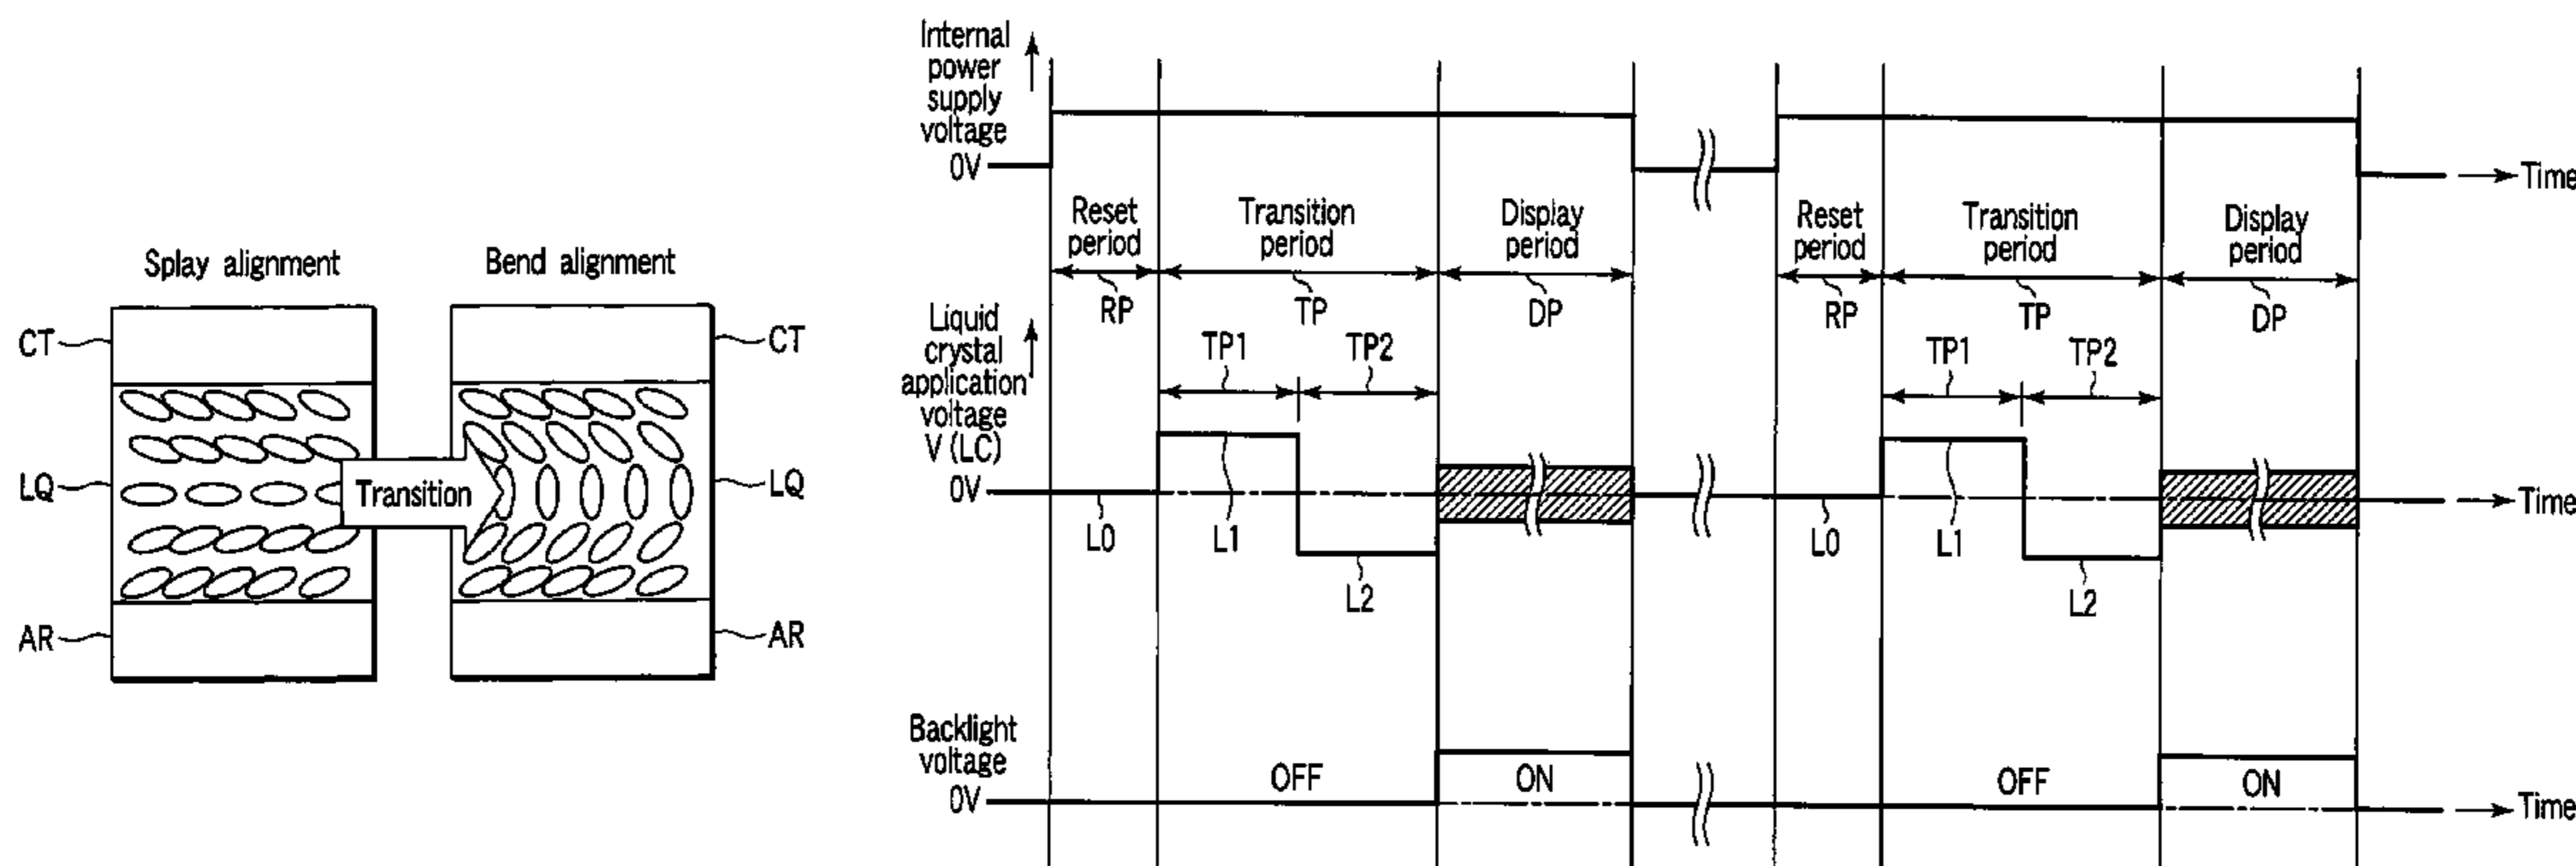 Splay alignment
Bend alignment
CT
CT
LQ
Transition
LQ
AR
AR
Internal
power
supply
voltage
0V
Time
Reset
period
Transition
period
Display
period
Reset
period
Transition
period
Display
period
RP
TP
DP
RP
TP
DP
Liquid
crystal
application
voltage
V (LC)
0V
TP1
TP2
TP1
TP2
Time
L0
L1
L2
L0
L1
L2
Backlight
voltage
0V
OFF
ON
OFF
ON
Time